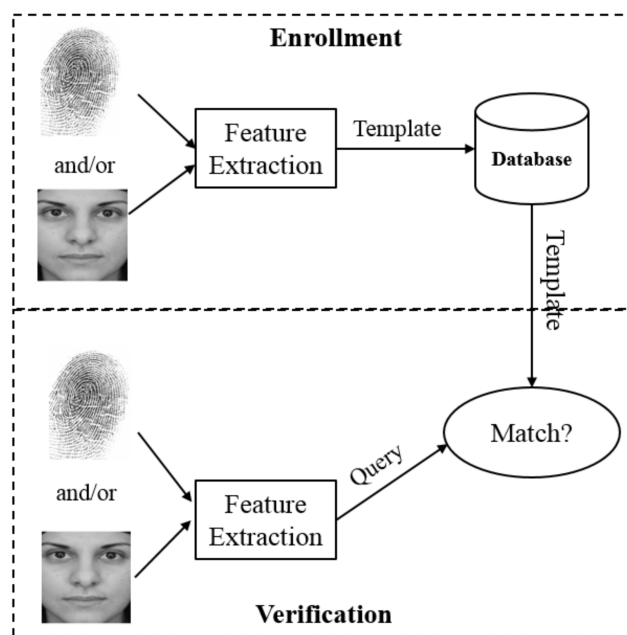 Enrollment
and/or
Feature
Extraction
Template
Database
Template
and/or
Feature
Extraction
Query
Match?
Verification